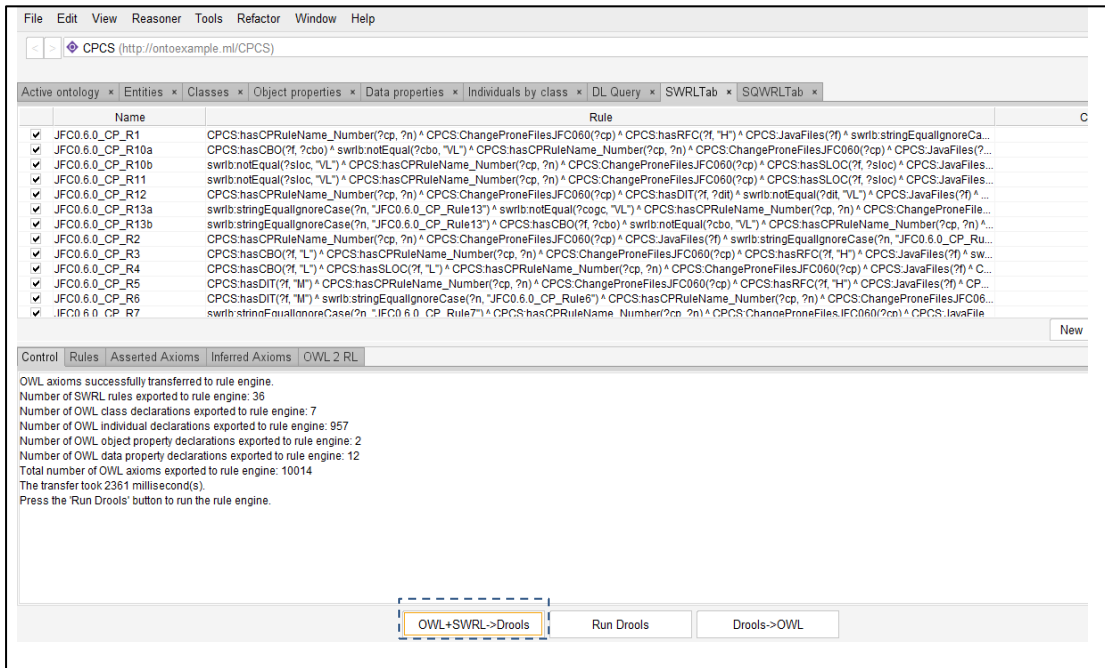 File Edit View Reasoner Tools Refactor Window Help
< > CPCS (http://ontoexample.ml/CPCS)
Active ontology × Entities × Classes × Object properties × Data properties × Individuals by class × DL Query × SWRLTab × SQWRLTab ×
Name Rule C
JFC0.6.0_CP_R1 CPCS:hasCPRuleName_Number(?cp, ?n) ^ CPCS:ChangeProneFilesJFC060(?cp) ^ CPCS:hasRFC(?f, "H") ^ CPCS:JavaFiles(?f) ^ swrlb:stringEqualIgnoreCa...
JFC0.6.0_CP_R10a CPCS:hasCBO(?f, ?cbo) ^ swrlb:notEqual(?cbo, "VL") ^ CPCS:hasCPRuleName_Number(?cp, ?n) ^ CPCS:ChangeProneFilesJFC060(?cp) ^ CPCS:JavaFiles(?...
JFC0.6.0_CP_R10b swrlb:notEqual(?sloc, "VL") ^ CPCS:hasCPRuleName_Number(?cp, ?n) ^ CPCS:ChangeProneFilesJFC060(?cp) ^ CPCS:hasSLOC(?f, ?sloc) ^ CPCS:JavaFiles...
JFC0.6.0_CP_R11 swrlb:notEqual(?sloc, "VL") ^ CPCS:hasCPRuleName_Number(?cp, ?n) ^ CPCS:ChangeProneFilesJFC060(?cp) ^ CPCS:hasSLOC(?f, ?sloc) ^ CPCS:JavaFiles...
JFC0.6.0_CP_R12 CPCS:hasCPRuleName_Number(?cp, ?n) ^ CPCS:ChangeProneFilesJFC060(?cp) ^ CPCS:hasDIT(?f, ?dit) ^ swrlb:notEqual(?dit, "VL") ^ CPCS:JavaFiles(?f) ^ ...
JFC0.6.0_CP_R13a swrlb:stringEqualIgnoreCase(?n, "JFC0.6.0_CP_Rule13") ^ swrlb:notEqual(?cogc, "VL") ^ CPCS:hasCPRuleName_Number(?cp, ?n) ^ CPCS:ChangeProneFile...
JFC0.6.0_CP_R13b swrlb:stringEqualIgnoreCase(?n, "JFC0.6.0_CP_Rule13") ^ CPCS:hasCBO(?f, ?cbo) ^ swrlb:notEqual(?cbo, "VL") ^ CPCS:hasCPRuleName_Number(?cp, ?n) ^...
JFC0.6.0_CP_R2 CPCS:hasCPRuleName_Number(?cp, ?n) ^ CPCS:ChangeProneFilesJFC060(?cp) ^ CPCS:JavaFiles(?f) ^ swrlb:stringEqualIgnoreCase(?n, "JFC0.6.0_CP_Ru...
JFC0.6.0_CP_R3 CPCS:hasCBO(?f, "L") ^ CPCS:hasCPRuleName_Number(?cp, ?n) ^ CPCS:ChangeProneFilesJFC060(?cp) ^ CPCS:hasRFC(?f, "H") ^ CPCS:JavaFiles(?f) ^ sw...
JFC0.6.0_CP_R4 CPCS:hasCBO(?f, "L") ^ CPCS:hasSLOC(?f, "L") ^ CPCS:hasCPRuleName_Number(?cp, ?n) ^ CPCS:ChangeProneFilesJFC060(?cp) ^ CPCS:JavaFiles(?f) ^ C...
JFC0.6.0_CP_R5 CPCS:hasDIT(?f, "M") ^ CPCS:hasCPRuleName_Number(?cp, ?n) ^ CPCS:ChangeProneFilesJFC060(?cp) ^ CPCS:hasRFC(?f, "H") ^ CPCS:JavaFiles(?f) ^ CP...
JFC0.6.0_CP_R6 CPCS:hasDIT(?f, "M") ^ swrlb:stringEqualIgnoreCase(?n, "JFC0.6.0_CP_Rule6") ^ CPCS:hasCPRuleName_Number(?cp, ?n) ^ CPCS:ChangeProneFilesJFC06...
JFC0.6.0_CP_R7 swrlb:stringEqualIgnoreCase(?n, "JFC0.6.0_CP_Rule7") ^ CPCS:hasCPRuleName_Number(?cp, ?n) ^ CPCS:ChangeProneFilesJFC060(?cp) ^ CPCS:JavaFile
New
Control Rules Asserted Axioms Inferred Axioms OWL 2 RL
OWL axioms successfully transferred to rule engine.
Number of SWRL rules exported to rule engine: 36
Number of OWL class declarations exported to rule engine: 7
Number of OWL individual declarations exported to rule engine: 957
Number of OWL object property declarations exported to rule engine: 2
Number of OWL data property declarations exported to rule engine: 12
Total number of OWL axioms exported to rule engine: 10014
The transfer took 2361 millisecond(s).
Press the 'Run Drools' button to run the rule engine.
OWL+SWRL->Drools Run Drools Drools->OWL